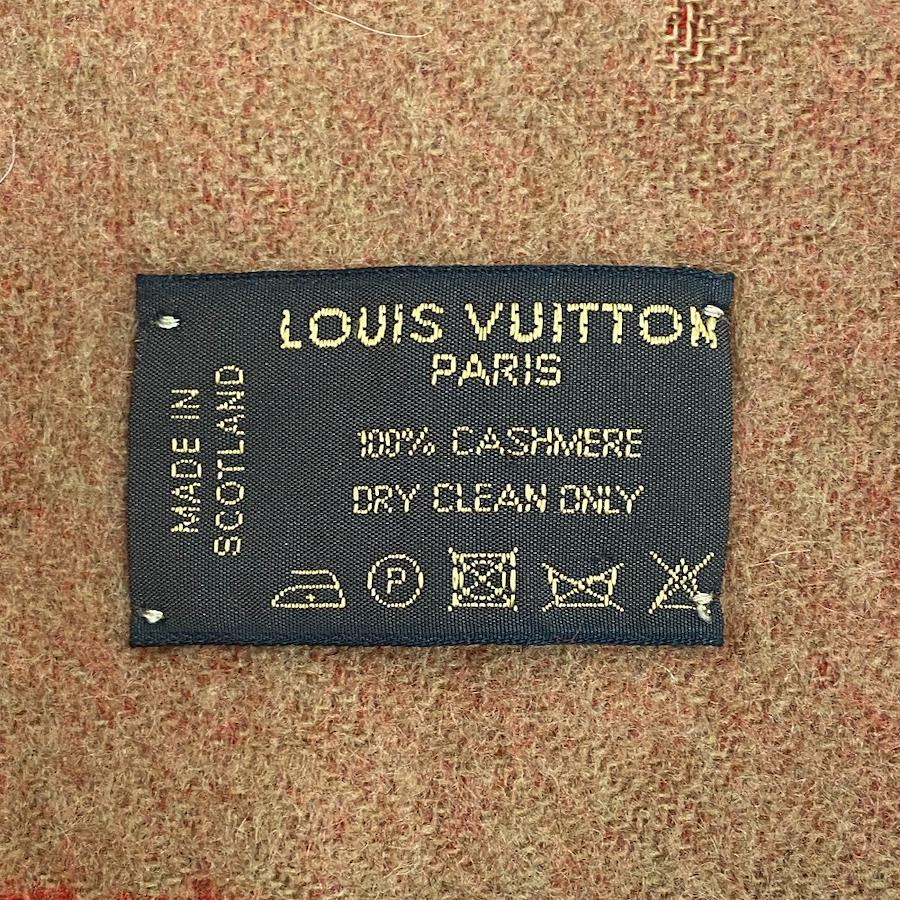 LOUIS VUITTON
PARIS
100% CASHMERE
DRY CLEAN ONLY
P
MADE IN
SCOTLAND